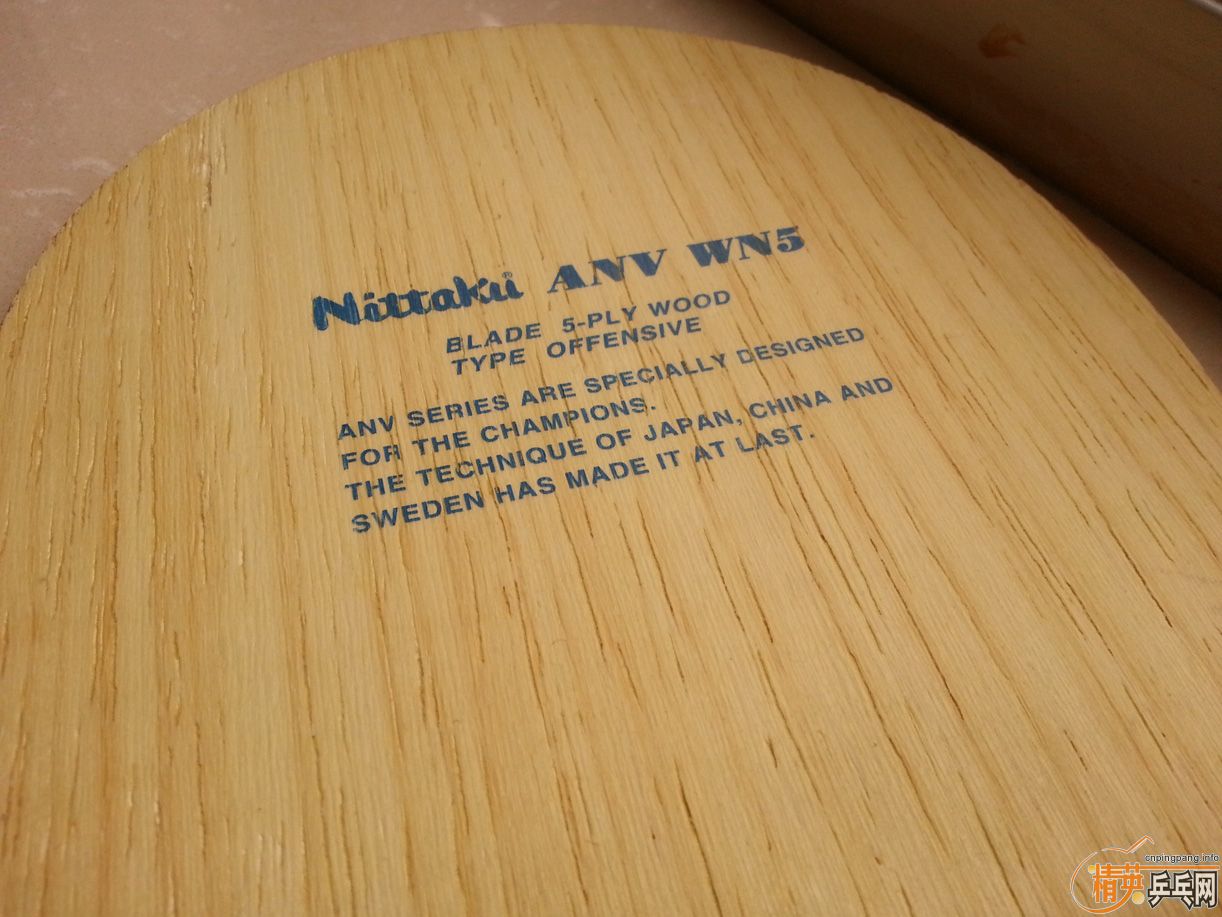 Nittaku® ANV WN5
BLADE 5-PLY WOOD
TYPE OFFENSIVE
ANV SERIES ARE SPECIALLY DESIGNED
FOR THE CHAMPIONS.
THE TECHNIQUE OF JAPAN, CHINA AND
SWEDEN HAS MADE IT AT LAST.
cnpingpang.info
精英乒乓网